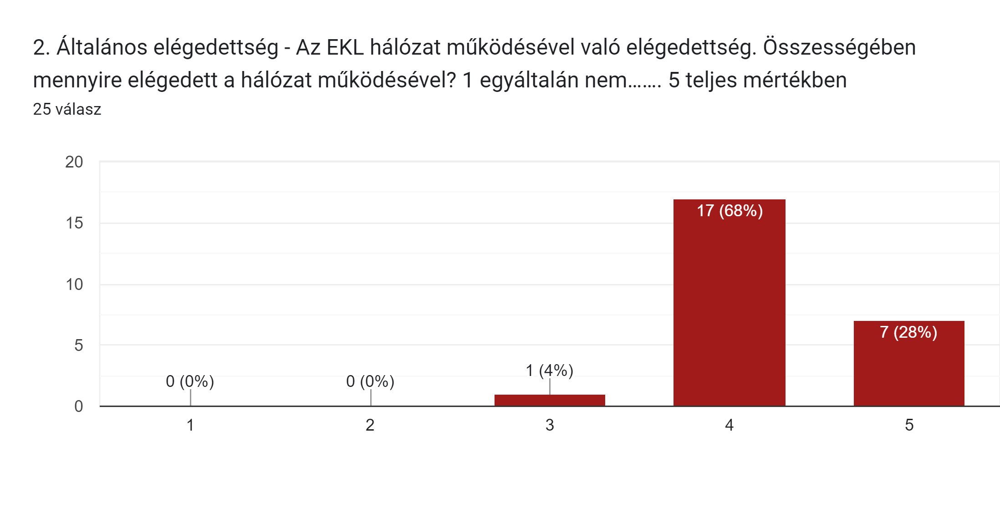 2. Általános elégedettség - Az EKL hálózat működésével való elégedettség. Összességében
mennyire elégedett a hálózat működésével? 1 egyáltalán nem……. 5 teljes mértékben
25 válasz
20
15
10
5
0
0 (0%)
0 (0%)
1 (4%)
17 (68%)
7 (28%)
1 2 3 4 5